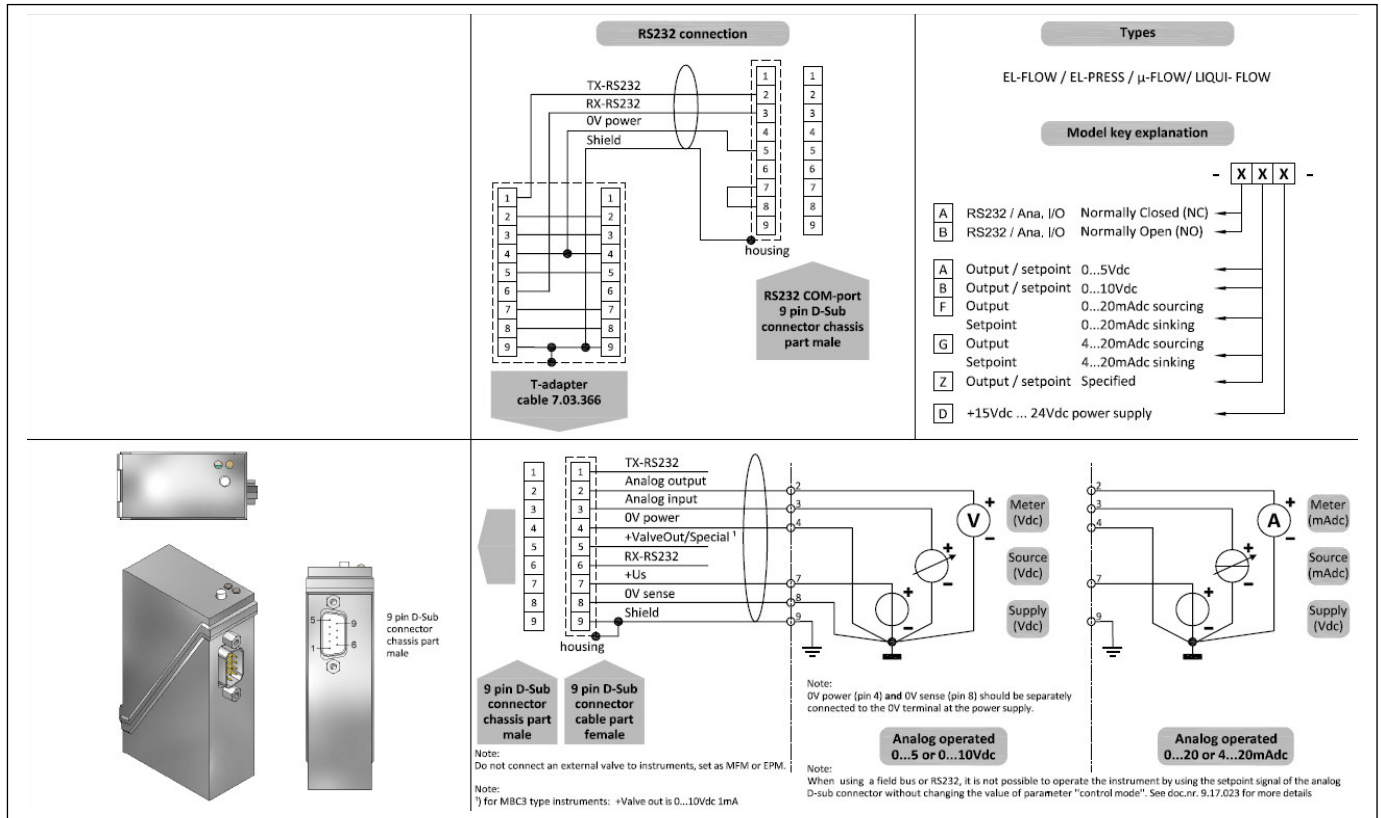 RS232 connection
TX-RS232
RX-RS232
0V power
Shield
1
2
3
4
5
6
7
8
9
1
2
3
4
5
6
7
8
9
housing
1
2
3
4
5
6
7
8
9
1
2
3
4
5
6
7
8
9
RS232 COM-port
9 pin D-Sub
connector chassis
part male
T-adapter
cable 7.03.366
Types
EL-FLOW / EL-PRESS / µ-FLOW/ LIQUI- FLOW
Model key explanation
- X X X -
A RS232 / Ana. I/O Normally Closed (NC)
B RS232 / Ana. I/O Normally Open (NO)
A Output / setpoint 0...5Vdc
B Output / setpoint 0...10Vdc
F Output 0...20mAdc sourcing
Setpoint 0...20mAdc sinking
G Output 4...20mAdc sourcing
Setpoint 4...20mAdc sinking
Z Output / setpoint Specified
D +15Vdc ... 24Vdc power supply
5
9
1
6
9 pin D-Sub
connector
chassis part
male
1
2
3
4
5
6
7
8
9
1
2
3
4
5
6
7
8
9
TX-RS232
Analog output
Analog input
0V power
+ValveOut/Special ¹
RX-RS232
+Us
0V sense
Shield
housing
9 pin D-Sub
connector
chassis part
male
9 pin D-Sub
connector
cable part
female
Note:
Do not connect an external valve to instruments, set as MFM or EPM.
Note:
¹) for MBC3 type instruments: +Valve out is 0...10Vdc 1mA
2
3
4
7
8
9
V
+
−
+
−
+
−
Meter
(Vdc)
Source
(Vdc)
Supply
(Vdc)
2
3
4
7
9
A
+
−
+
−
+
−
Meter
(mAdc)
Source
(mAdc)
Supply
(Vdc)
Note:
0V power (pin 4) and 0V sense (pin 8) should be separately
connected to the 0V terminal at the power supply.
Analog operated
0...5 or 0...10Vdc
Analog operated
0...20 or 4...20mAdc
Note:
When using a field bus or RS232, it is not possible to operate the instrument by using the setpoint signal of the analog
D-sub connector without changing the value of parameter "control mode". See doc.nr. 9.17.023 for more details